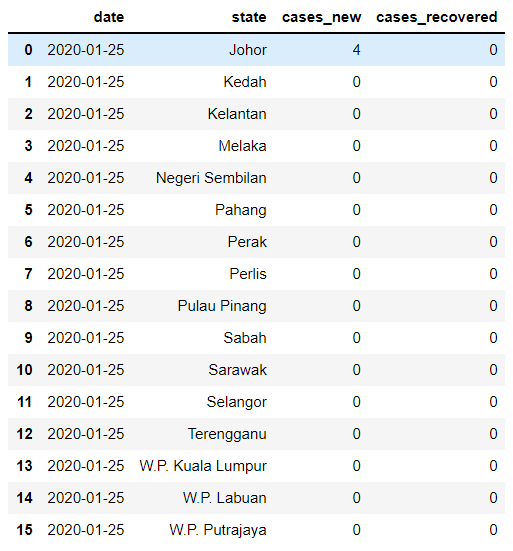 date state cases_new cases_recovered
0 2020-01-25 Johor 4 0
1 2020-01-25 Kedah 0 0
2 2020-01-25 Kelantan 0 0
3 2020-01-25 Melaka 0 0
4 2020-01-25 Negeri Sembilan 0 0
5 2020-01-25 Pahang 0 0
6 2020-01-25 Perak 0 0
7 2020-01-25 Perlis 0 0
8 2020-01-25 Pulau Pinang 0 0
9 2020-01-25 Sabah 0 0
10 2020-01-25 Sarawak 0 0
11 2020-01-25 Selangor 0 0
12 2020-01-25 Terengganu 0 0
13 2020-01-25 W.P. Kuala Lumpur 0 0
14 2020-01-25 W.P. Labuan 0 0
15 2020-01-25 W.P. Putrajaya 0 0